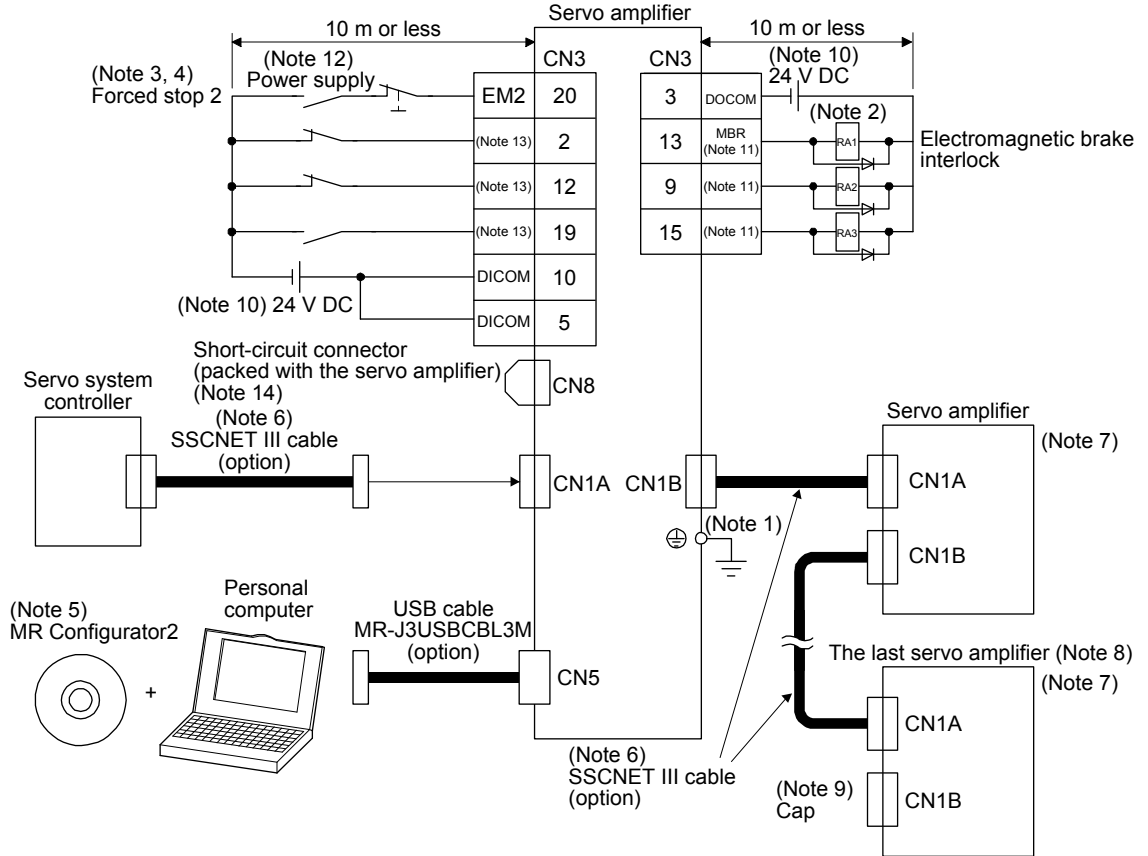 Servo amplifier
10 m or less
10 m or less
(Note 3, 4)
Forced stop 2
(Note 12)
Power supply
CN3
EM2 20
(Note 13) 2
(Note 13) 12
(Note 13) 19
DICOM 10
DICOM 5
(Note 10) 24 V DC
CN3
3 DOCOM
13 MBR
(Note 11)
9 (Note 11)
15 (Note 11)
(Note 10)
24 V DC
(Note 2)
RA1
RA2
RA3
Electromagnetic brake
interlock
Short-circuit connector
(packed with the servo amplifier)
(Note 14)
CN8
Servo system
controller
(Note 6)
SSCNET III cable
(option)
CN1A
CN1B
(Note 1)
Servo amplifier
(Note 7)
CN1A
CN1B
(Note 5)
MR Configurator2
+
Personal
computer
USB cable
MR-J3USBCBL3M
(option)
CN5
(Note 6)
SSCNET III cable
(option)
The last servo amplifier (Note 8)
(Note 7)
CN1A
(Note 9)
Cap
CN1B